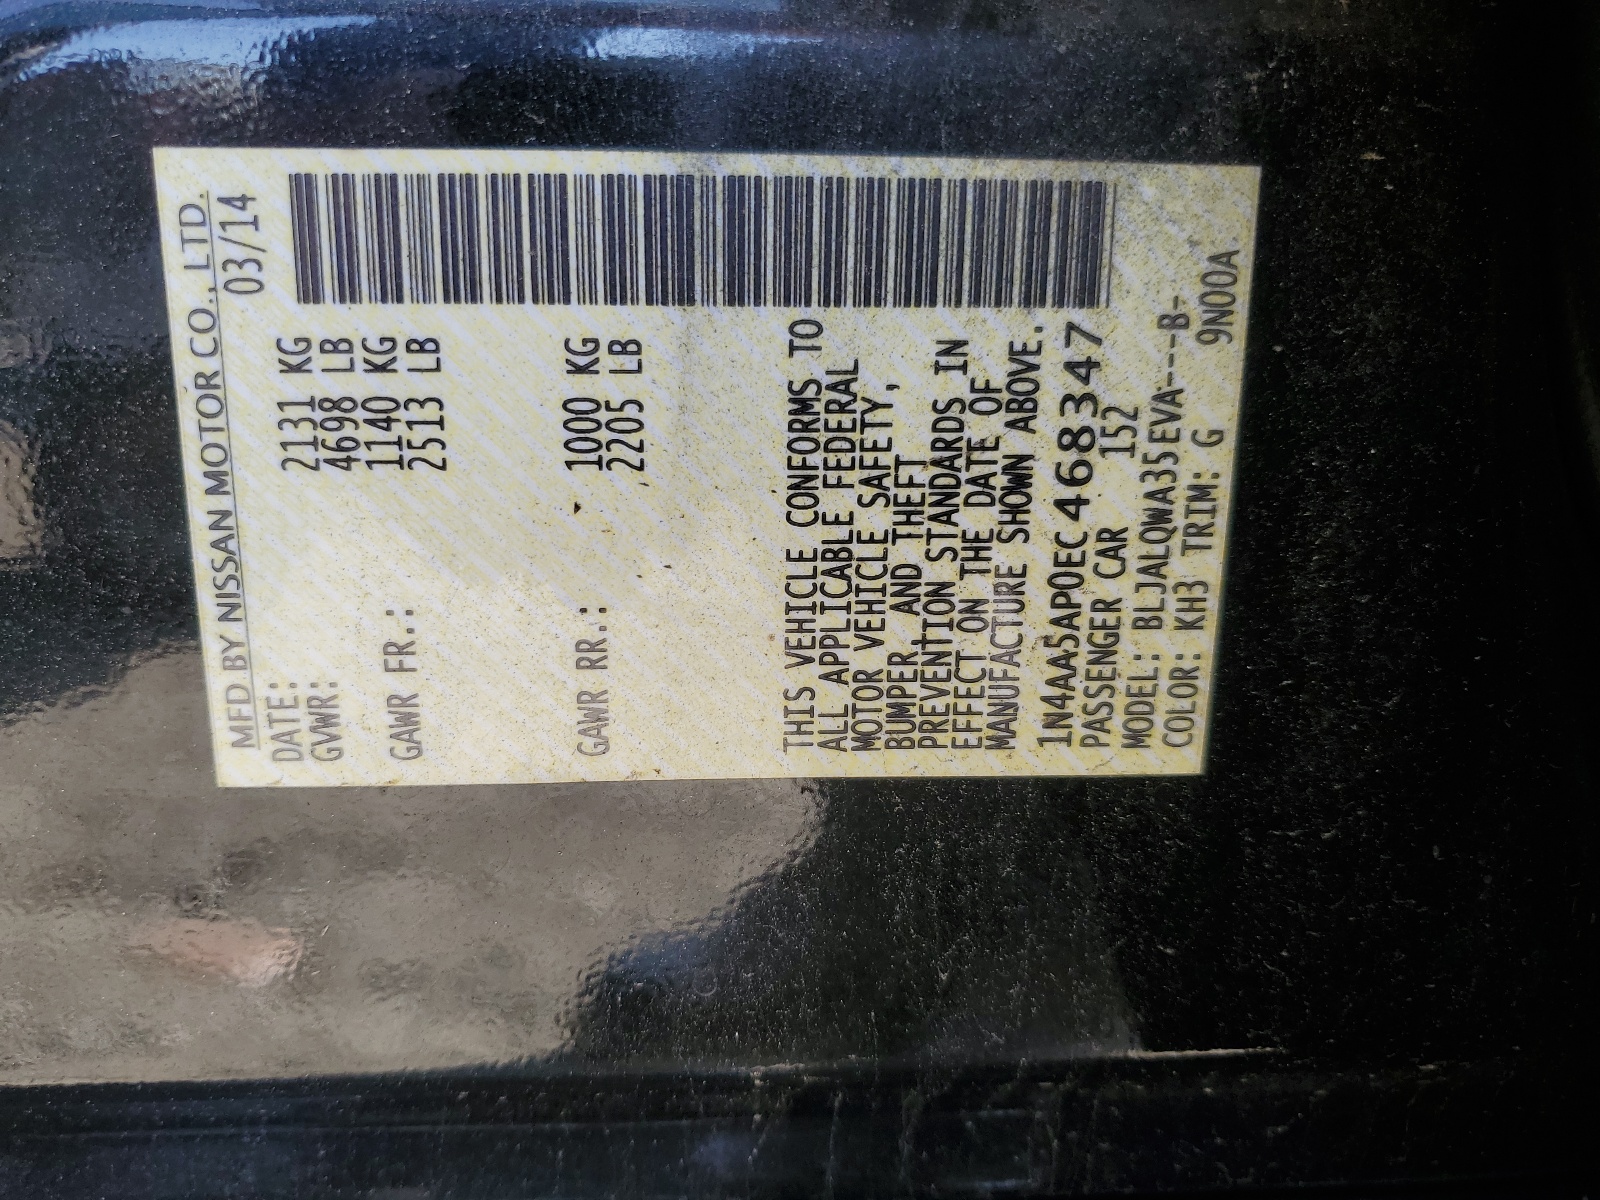 MFD BY NISSAN MOTOR CO., LTD.
DATE: 03/14
GVWR: 2131 KG
4698 LB
GAWR FR.: 1140 KG
2513 LB
GAWR RR.: 1000 KG
2205 LB
THIS VEHICLE CONFORMS TO
ALL APPLICABLE FEDERAL
MOTOR VEHICLE SAFETY,
BUMPER AND THEFT
PREVENTION STANDARDS IN
EFFECT ON THE DATE OF
MANUFACTURE SHOWN ABOVE.
1N4AA5AP0EC468347
PASSENGER CAR 152
MODEL: BLJALQWA35EVA----B-
COLOR: KH3 TRIM: G 9N00A